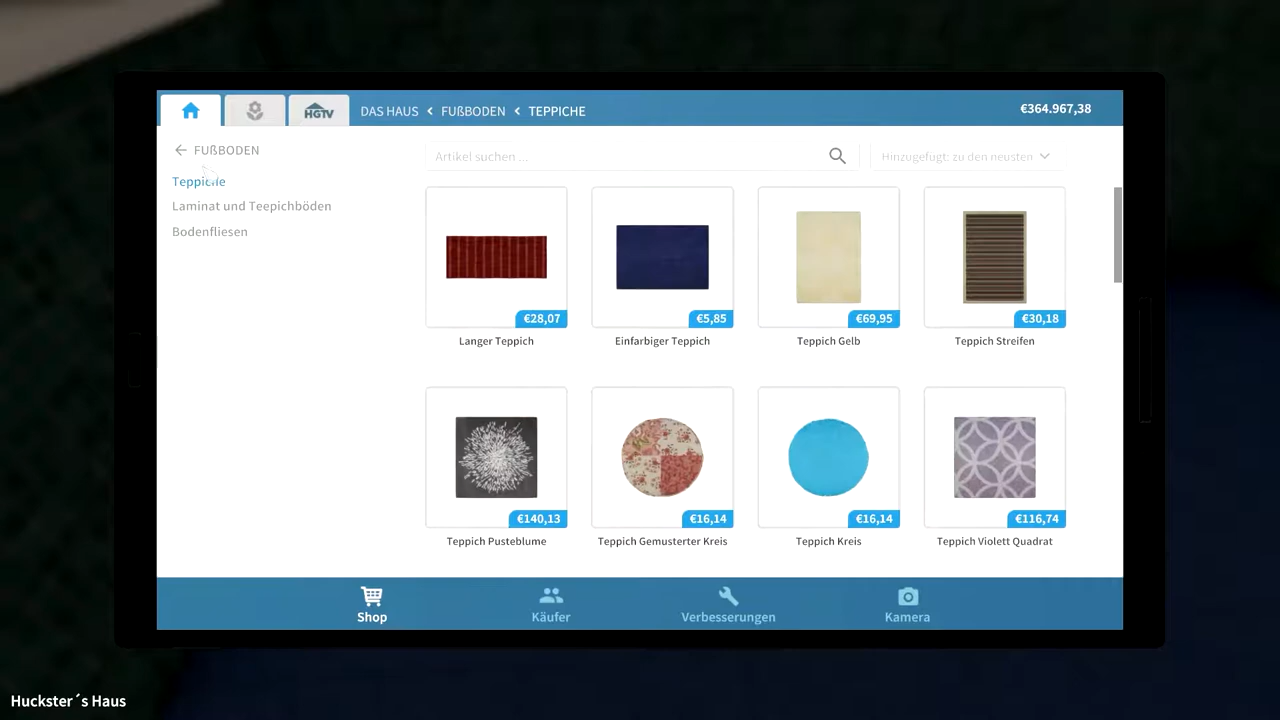 HGTV
DAS HAUS < FUßBODEN < TEPPICHE
€364.967,38
FUßBODEN
Teppiche
Laminat und Teepichböden
Bodenfliesen
Artikel suchen ...
Hinzugefügt: zu den neusten
€28,07
€5,85
€69,95
€30,18
Langer Teppich
Einfarbiger Teppich
Teppich Gelb
Teppich Streifen
€140,13
€16,14
€16,14
€116,74
Teppich Pusteblume
Teppich Gemusterter Kreis
Teppich Kreis
Teppich Violett Quadrat
Shop
Käufer
Verbesserungen
Kamera
Huckster´s Haus